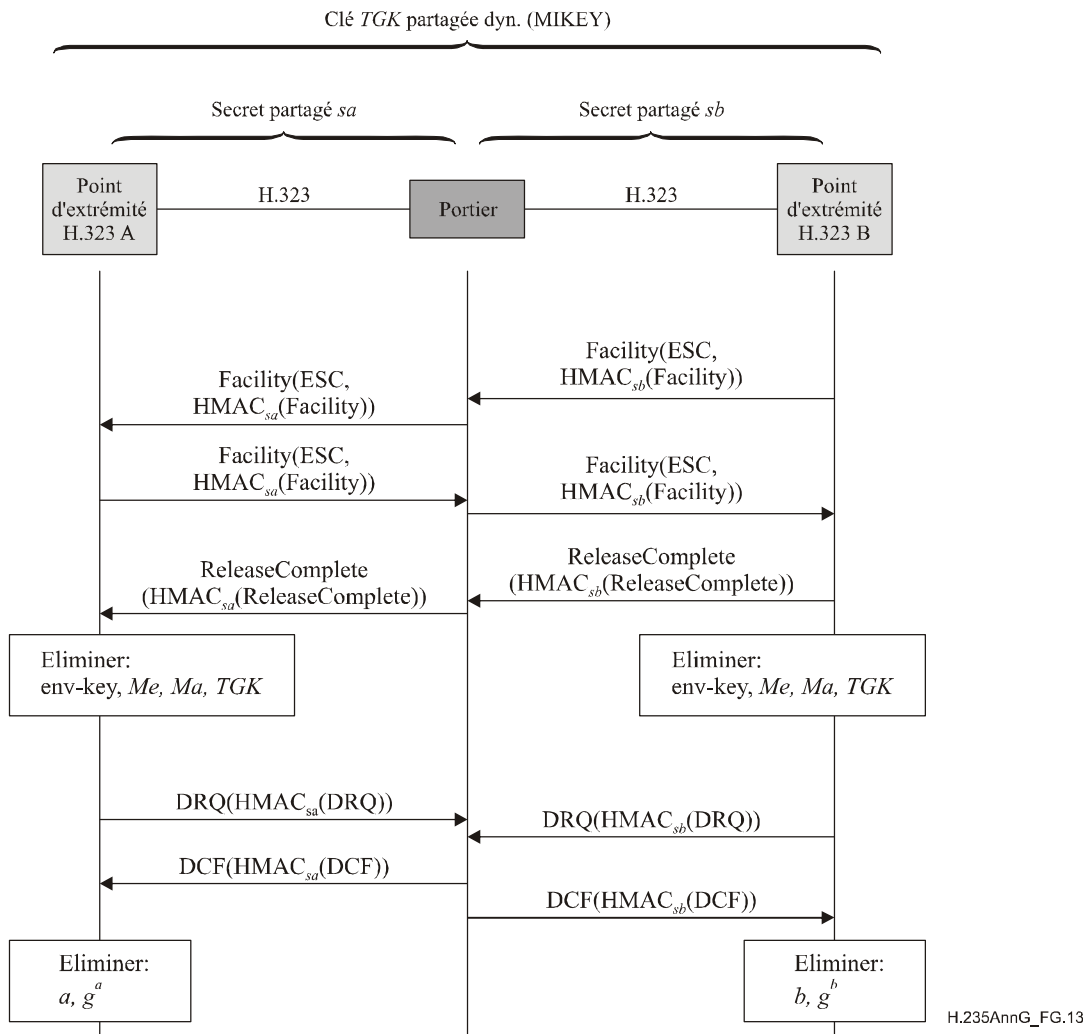 Clé TGK partagée dyn. (MIKEY)
Secret partagé sa
Secret partagé sb
Point
d'extrémité
H.323 A
H.323
Portier
H.323
Point
d'extrémité
H.323 B
Facility(ESC,
HMACsb(Facility))
Facility(ESC,
HMACsa(Facility))
Facility(ESC,
HMACsa(Facility))
Facility(ESC,
HMACsb(Facility))
ReleaseComplete
(HMACsb(ReleaseComplete))
ReleaseComplete
(HMACsa(ReleaseComplete))
Eliminer:
env-key, Me, Ma, TGK
Eliminer:
env-key, Me, Ma, TGK
DRQ(HMACsa(DRQ))
DRQ(HMACsb(DRQ))
DCF(HMACsa(DCF))
DCF(HMACsb(DCF))
Eliminer:
a, g^a
Eliminer:
b, g^b
H.235AnnG_FG.13